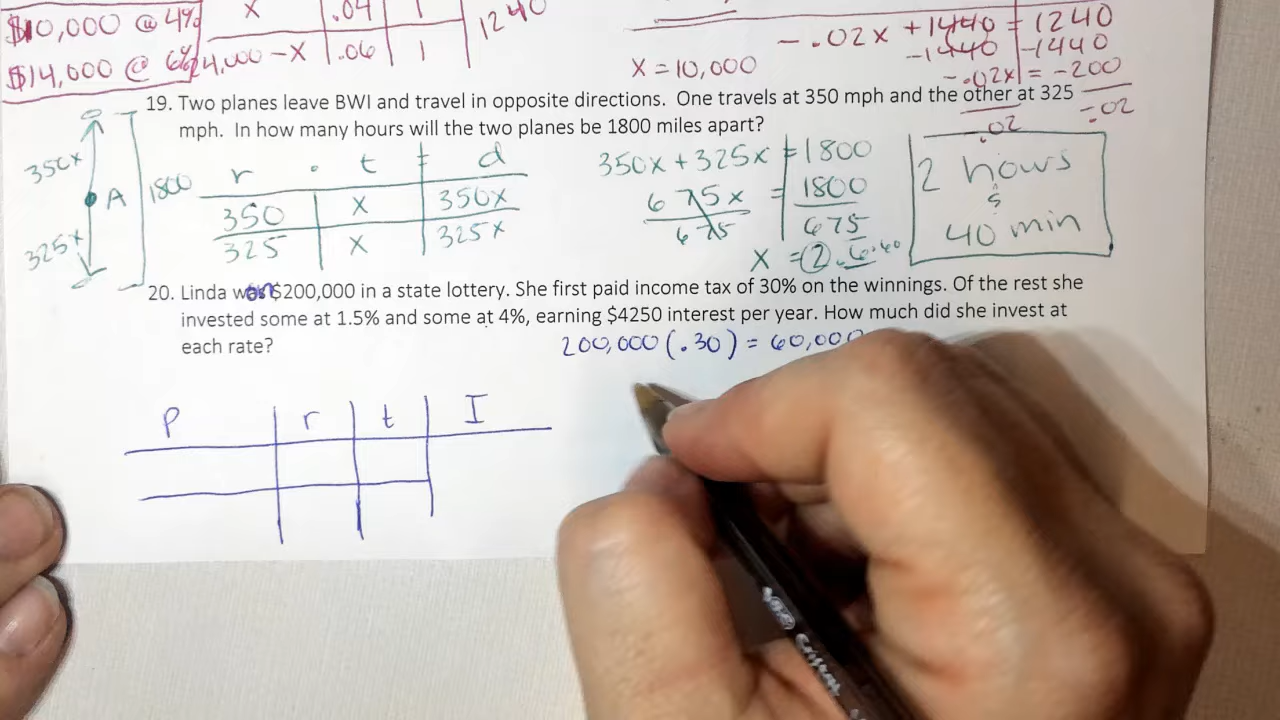 $10,000 @ 4%
$14,000 @ 6%
x .04 1
24,000 - x .06 1
1240
- .02x + 1440 = 1240
-1440 -1440
-.02x = -200
-.02
.02
x = 10,000
19. Two planes leave BWI and travel in opposite directions. One travels at 350 mph and the other at 325
mph. In how many hours will the two planes be 1800 miles apart?
350x
A
325x
1800
r . t = d
350 x 350x
325 x 325x
350x + 325x = 1800
675x = 1800
675 675
x = 2.
2 hours
&
40 min
20. Linda won $200,000 in a state lottery. She first paid income tax of 30% on the winnings. Of the rest she
invested some at 1.5% and some at 4%, earning $4250 interest per year. How much did she invest at
each rate?
200,000 (.30) = 60,000
P r t I